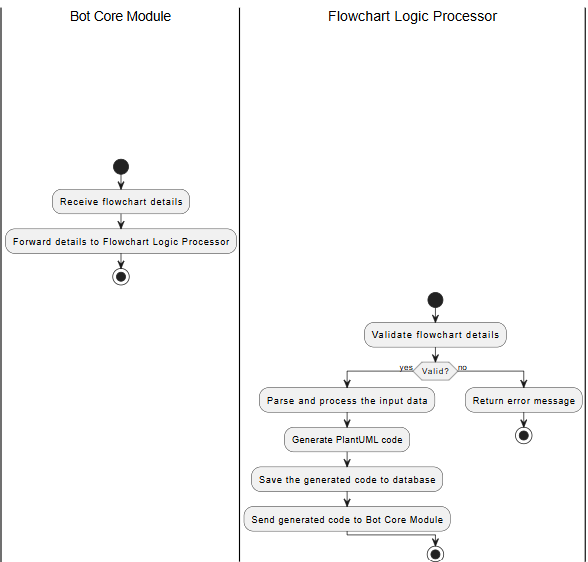 Bot Core Module
Flowchart Logic Processor
Receive flowchart details
Forward details to Flowchart Logic Processor
Validate flowchart details
yes
Valid?
no
Parse and process the input data
Return error message
Generate PlantUML code
Save the generated code to database
Send generated code to Bot Core Module